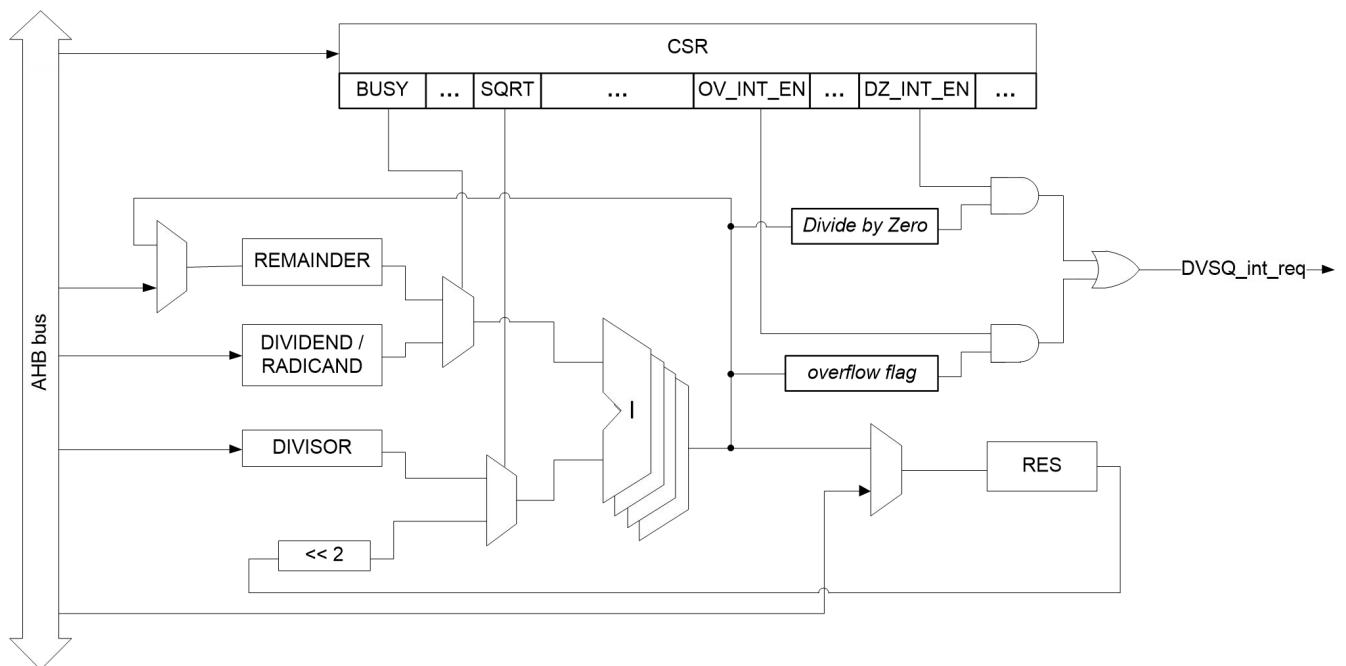 CSR
BUSY ... SQRT ... OV_INT_EN ... DZ_INT_EN ...
Divide by Zero
REMAINDER
DVSQ_int_req
DIVIDEND /
RADICAND
AHB bus
overflow flag
I
DIVISOR
RES
<< 2